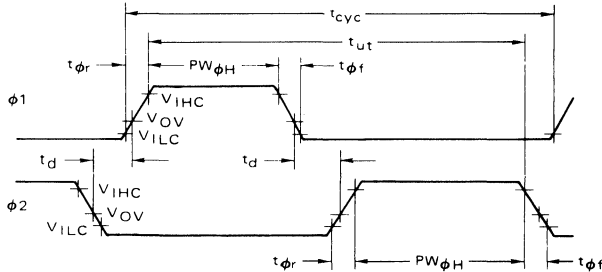 tcyc
tut
tϕr PWϕH tϕf
ϕ1
VIHC
VOV
VILC
td td
ϕ2
VIHC
VOV
VILC
tϕr PWϕH tϕf